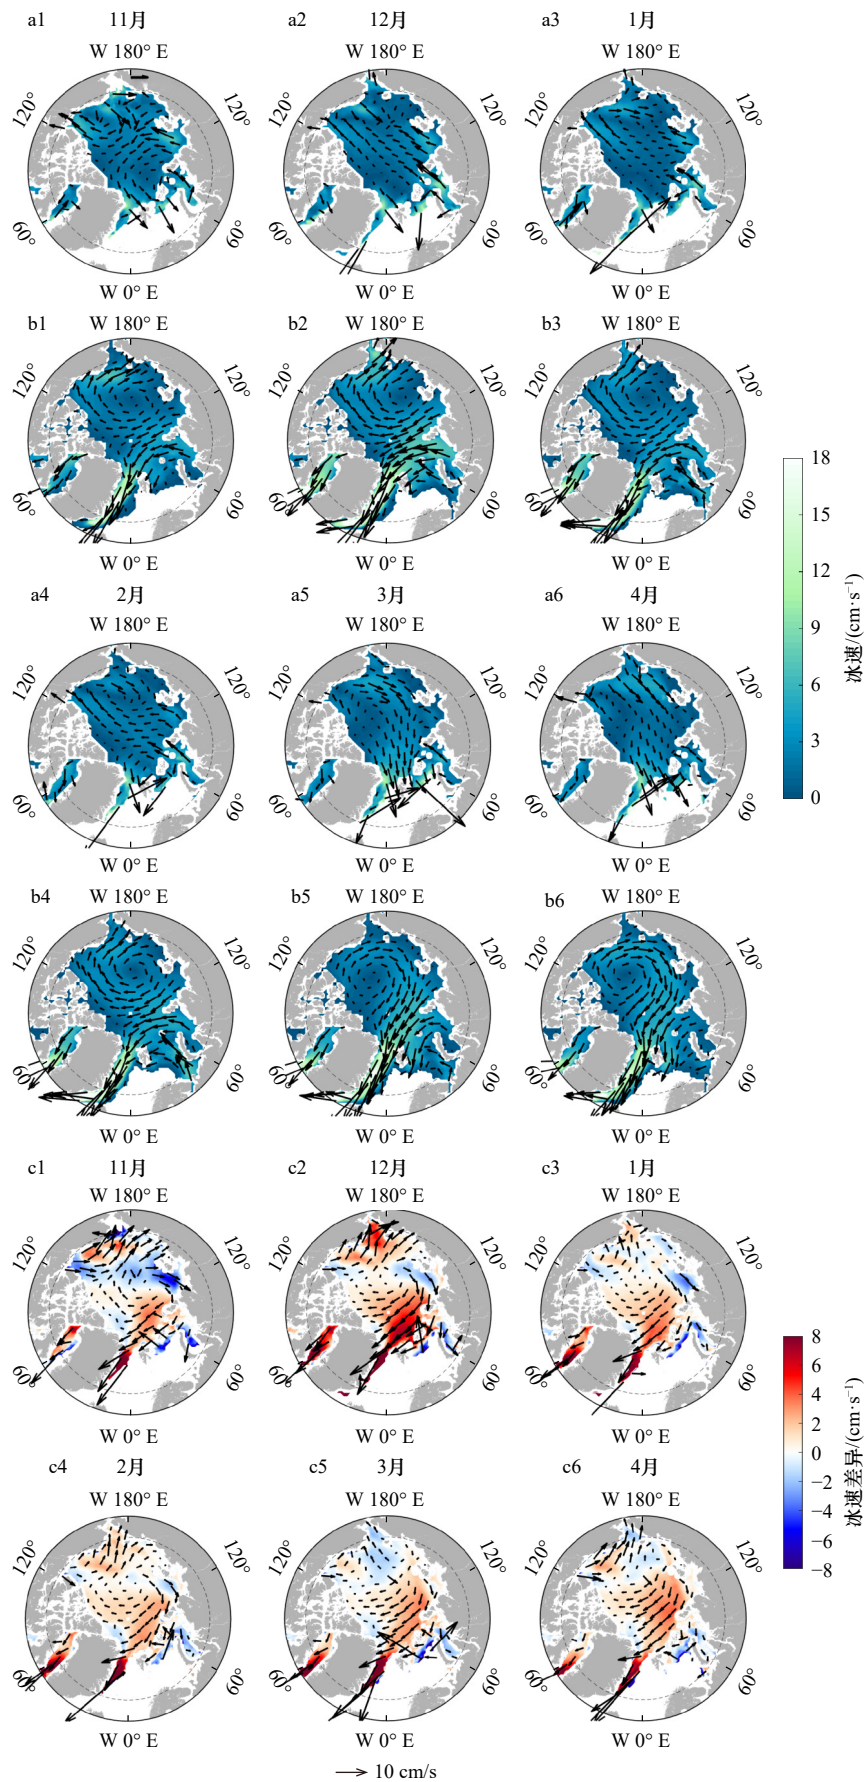 a1 11月 a2 12月 a3 1月
W 180° E W 180° E W 180° E
120° 120° 120° 120° 120° 120°
60° 60° 60° 60° 60° 60°
W 0° E W 0° E W 0° E
b1 W 180° E b2 W 180° E b3 W 180° E
120° 120° 120° 120° 120° 120°
60° 60° 60° 60° 60° 60°
W 0° E W 0° E W 0° E
a4 2月 a5 3月 a6 4月
W 180° E W 180° E W 180° E
120° 120° 120° 120° 120° 120°
60° 60° 60° 60° 60° 60°
W 0° E W 0° E W 0° E
b4 W 180° E b5 W 180° E b6 W 180° E
120° 120° 120° 120° 120° 120°
60° 60° 60° 60° 60° 60°
W 0° E W 0° E W 0° E
18
15
12
9
6
3
0
冰速/(cm·s⁻¹)
c1 11月 c2 12月 c3 1月
W 180° E W 180° E W 180° E
120° 120° 120° 120° 120° 120°
60° 60° 60° 60° 60° 60°
W 0° E W 0° E W 0° E
c4 2月 c5 3月 c6 4月
W 180° E W 180° E W 180° E
120° 120° 120° 120° 120° 120°
60° 60° 60° 60° 60° 60°
W 0° E W 0° E W 0° E
8
6
4
2
0
−2
−4
−6
−8
冰速差异/(cm·s⁻¹)
10 cm/s